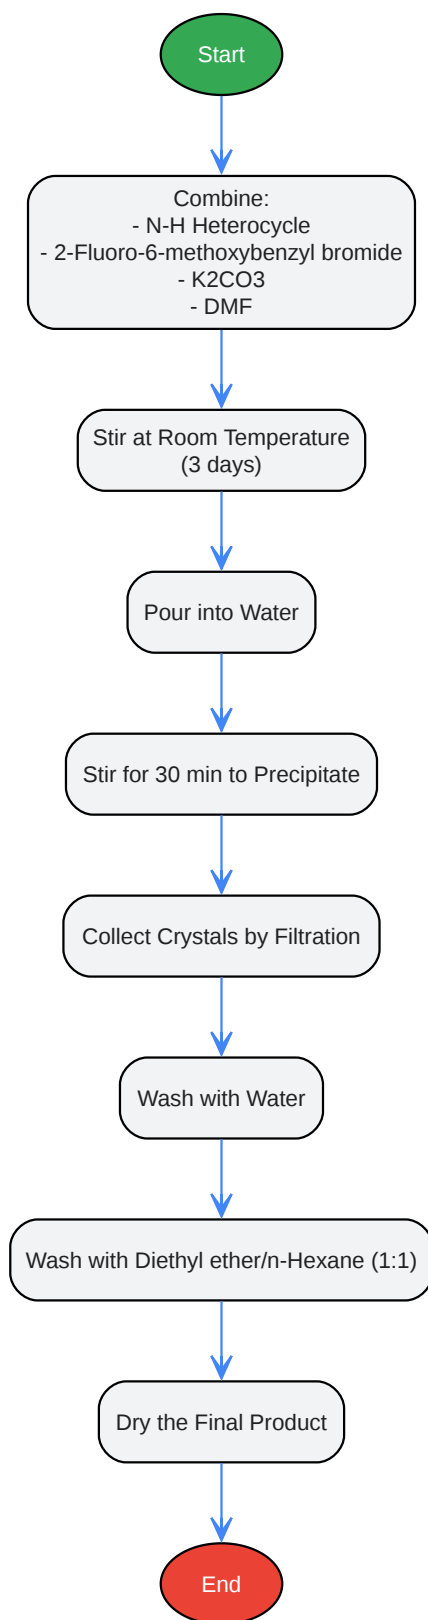 Start
Combine:
- N-H Heterocycle
- 2-Fluoro-6-methoxybenzyl bromide
- K2CO3
- DMF
Stir at Room Temperature
(3 days)
Pour into Water
Stir for 30 min to Precipitate
Collect Crystals by Filtration
Wash with Water
Wash with Diethyl ether/n-Hexane (1:1)
Dry the Final Product
End